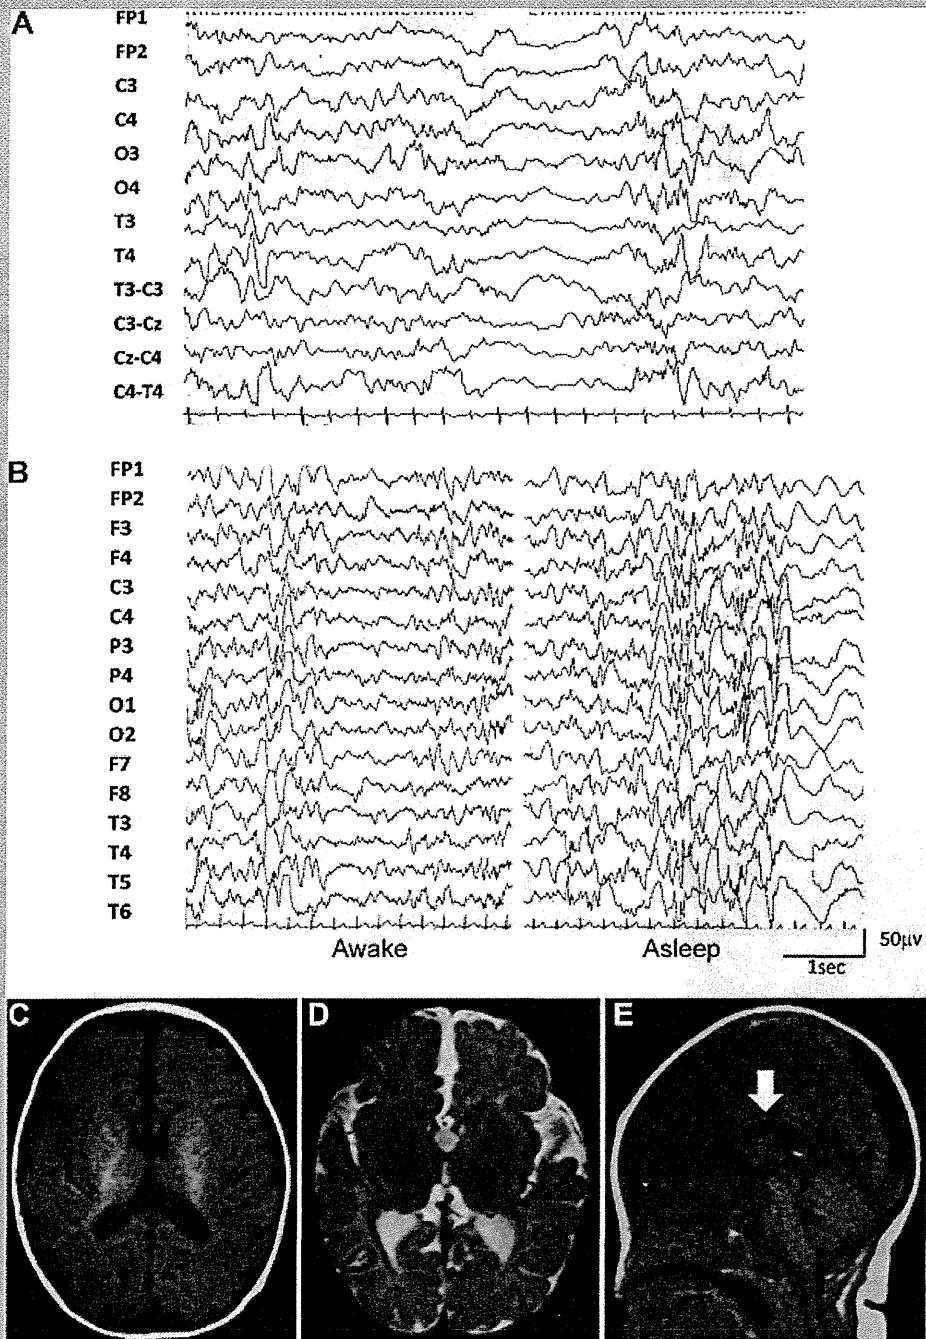 A
FP1
FP2
C3
C4
O3
O4
T3
T4
T3-C3
C3-Cz
Cz-C4
C4-T4
B
FP1
FP2
F3
F4
C3
C4
P3
P4
O1
O2
F7
F8
T3
T4
T5
T6
Awake Asleep 50μv
1sec
C D E